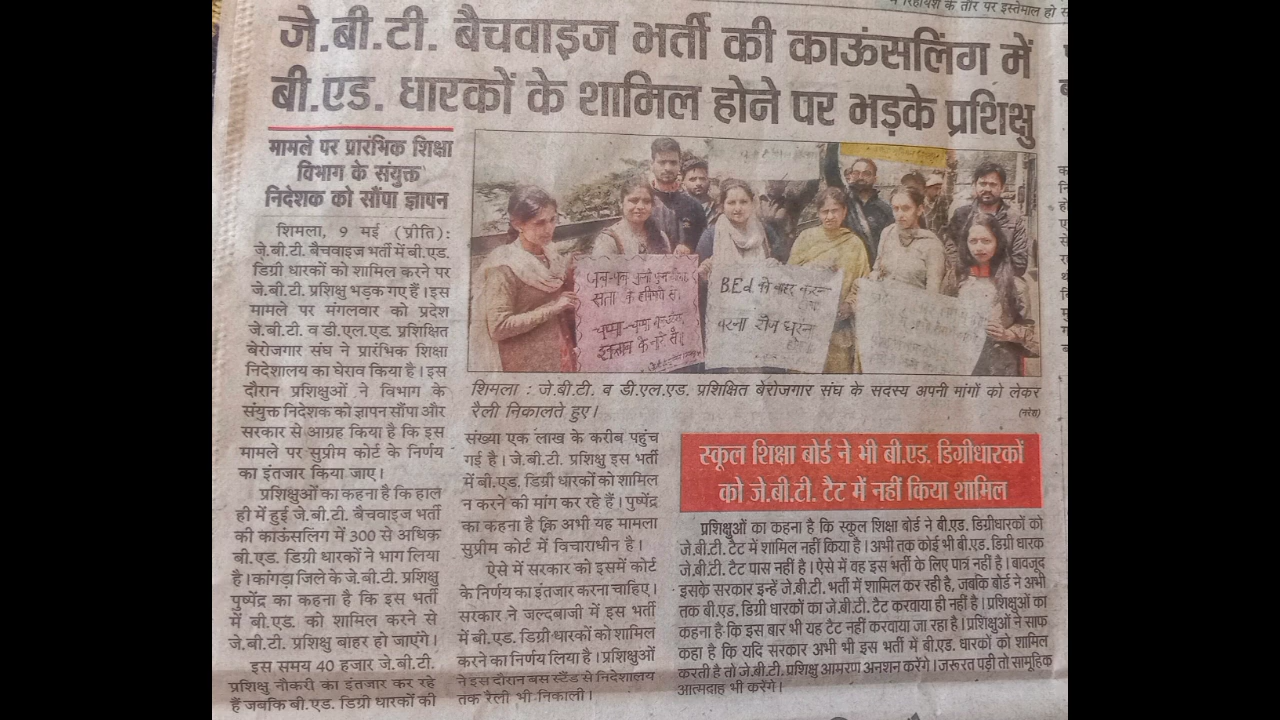 जे.बी.टी. बैचवाइज भर्ती की काऊंसलिंग में
बी.एड. धारकों के शामिल होने पर भड़के प्रशिक्षु
मामले पर प्रारंभिक शिक्षा
विभाग के संयुक्त
निदेशक को सौंपा ज्ञापन
शिमला, 9 मई (प्रीति):
जे.बी.टी. बैचवाइज भर्ती में बी.एड.
डिग्री धारकों को शामिल करने पर
जे.बी.टी. प्रशिक्षु भड़क गए हैं। इस
मामले पर मंगलवार को प्रदेश
जे.बी.टी. व डी.एल.एड. प्रशिक्षित
बेरोजगार संघ ने प्रारंभिक शिक्षा
निदेशालय का घेराव किया है। इस
दौरान प्रशिक्षुओं ने विभाग के
संयुक्त निदेशक को ज्ञापन सौंपा और
सरकार से आग्रह किया है कि इस
मामले पर सुप्रीम कोर्ट के निर्णय
का इंतजार किया जाए।
प्रशिक्षुओं का कहना है कि हाल
ही में हुई जे.बी.टी. बैचवाइज भर्ती
की काऊंसलिंग में 300 से अधिक
बी.एड. डिग्री धारकों ने भाग लिया
है। कांगड़ा जिले के जे.बी.टी. प्रशिक्षु
पुष्पेंद्र का कहना है कि इस भर्ती
में बी.एड. को शामिल करने से
जे.बी.टी. प्रशिक्षु बाहर हो जाएंगे।
इस समय 40 हजार जे.बी.टी.
प्रशिक्षु नौकरी का इंतजार कर रहे
हैं जबकि बी.एड. डिग्री धारकों की
BEd को बाहर करना
वरना रोज धरना
शिमला : जे.बी.टी. व डी.एल.एड. प्रशिक्षित बेरोजगार संघ के सदस्य अपनी मांगों को लेकर
रैली निकालते हुए। (नरेश)
संख्या एक लाख के करीब पहुंच
गई है। जे.बी.टी. प्रशिक्षु इस भर्ती
में बी.एड. डिग्री धारकों को शामिल
न करने की मांग कर रहे हैं। पुष्पेंद्र
का कहना है कि अभी यह मामला
सुप्रीम कोर्ट में विचाराधीन है।
ऐसे में सरकार को इसमें कोर्ट
के निर्णय का इंतजार करना चाहिए।
सरकार ने जल्दबाजी में इस भर्ती
में बी.एड. डिग्री धारकों को शामिल
करने का निर्णय लिया है। प्रशिक्षुओं
ने इस दौरान बस स्टैंड से निदेशालय
तक रैली भी निकाली।
स्कूल शिक्षा बोर्ड ने भी बी.एड. डिग्रीधारकों
को जे.बी.टी. टैट में नहीं किया शामिल
प्रशिक्षुओं का कहना है कि स्कूल शिक्षा बोर्ड ने बी.एड. डिग्रीधारकों को
जे.बी.टी. टैट में शामिल नहीं किया है। अभी तक कोई भी बी.एड. डिग्री धारक
जे.बी.टी. टैट पास नहीं है। ऐसे में वह इस भर्ती के लिए पात्र नहीं है। बावजूद
इसके सरकार इन्हें जे.बी.टी. भर्ती में शामिल कर रही है, जबकि बोर्ड ने अभी
तक बी.एड. डिग्री धारकों का जे.बी.टी. टैट करवाया ही नहीं है। प्रशिक्षुओं का
कहना है कि इस बार भी यह टैट नहीं करवाया जा रहा है। प्रशिक्षुओं ने साफ
कहा है कि यदि सरकार अभी भी इस भर्ती में बी.एड. धारकों को शामिल
करती है तो जे.बी.टी. प्रशिक्षु आमरण अनशन करेंगे। जरूरत पड़ी तो सामूहिक
आत्मदाह भी करेंगे।